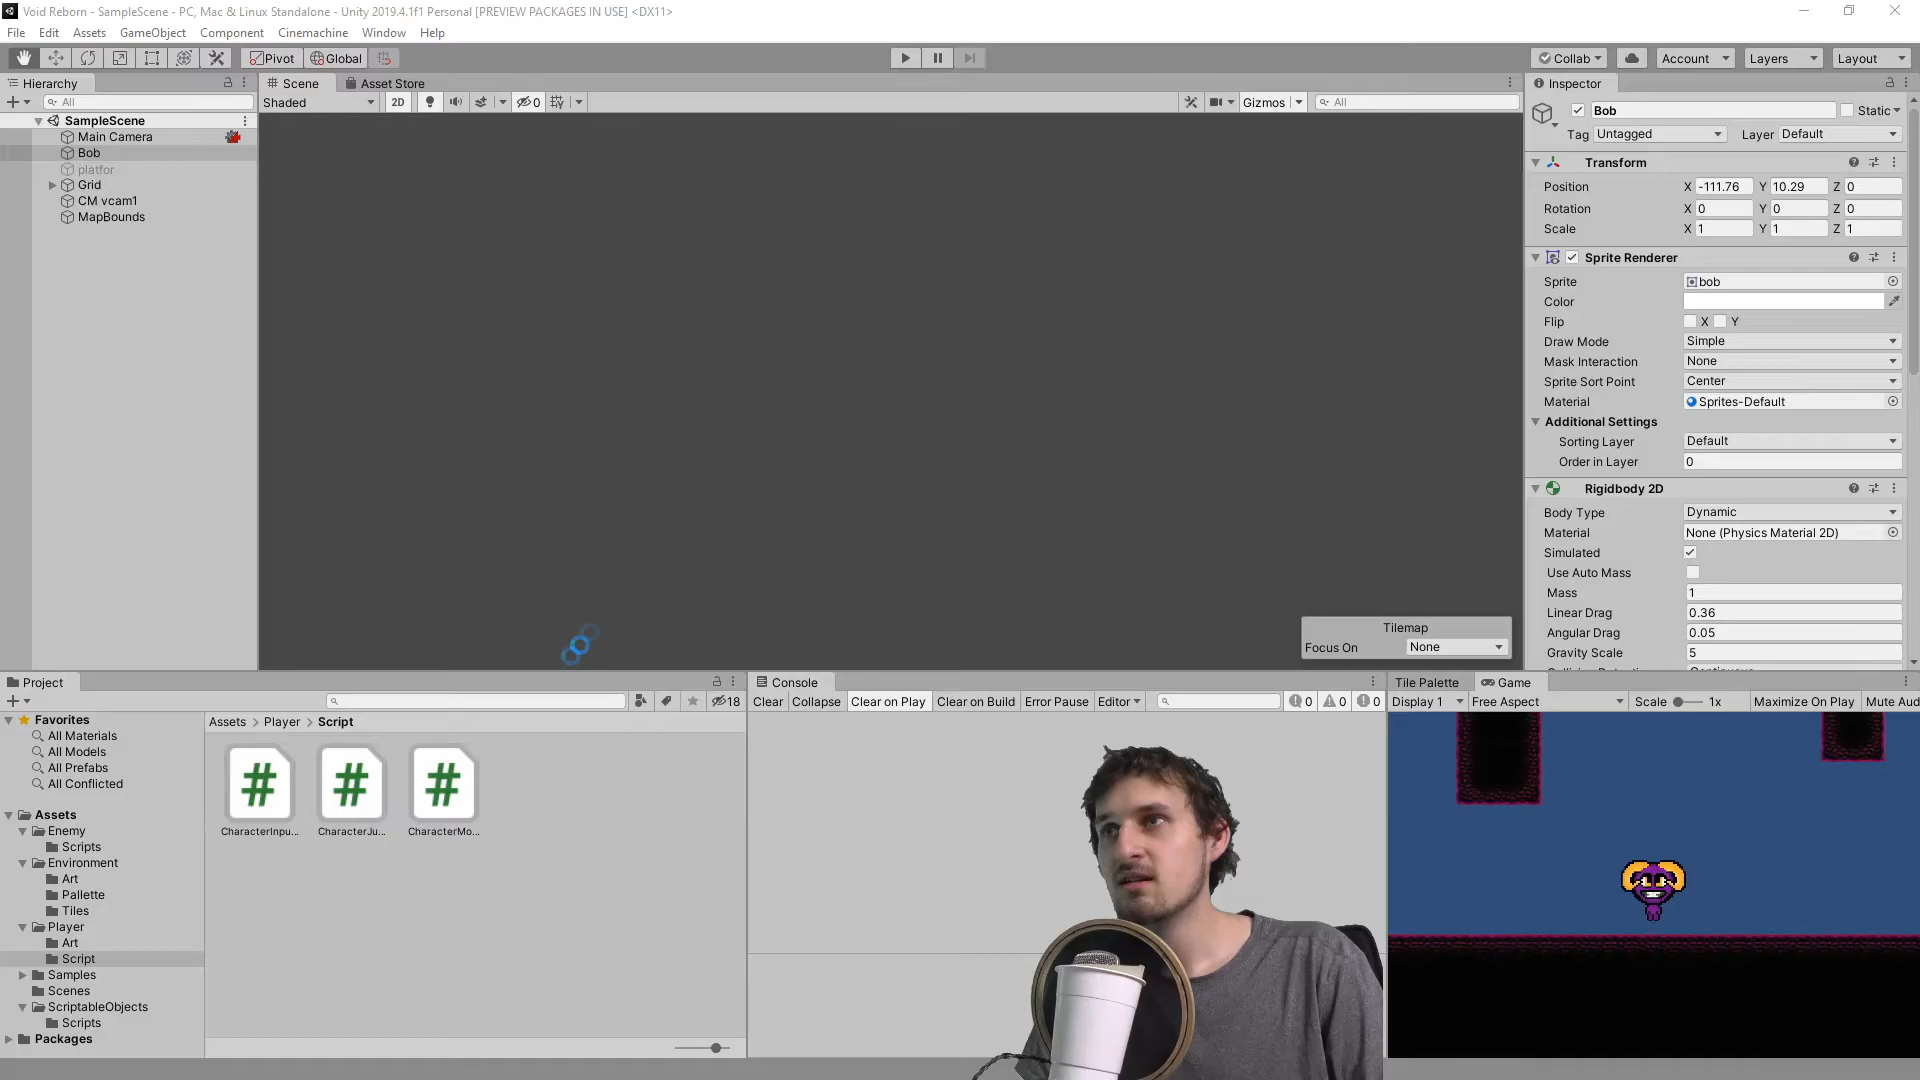 Void Reborn - SampleScene - PC, Mac & Linux Standalone - Unity 2019.4.1f1 Personal [PREVIEW PACKAGES IN USE] <DX11>
File Edit Assets GameObject Component Cinemachine Window Help
Pivot Global Collab Account Layers Layout
Hierarchy
All
SampleScene
Main Camera
Bob
platfor
Grid
CM vcam1
MapBounds
Scene Asset Store
Shaded 2D 0 Gizmos All
Tilemap
Focus On None
Inspector
Bob Static
Tag Untagged Layer Default
Transform
Position X -111.76 Y 10.29 Z 0
Rotation X 0 Y 0 Z 0
Scale X 1 Y 1 Z 1
Sprite Renderer
Sprite bob
Color
Flip X Y
Draw Mode Simple
Mask Interaction None
Sprite Sort Point Center
Material Sprites-Default
Additional Settings
Sorting Layer Default
Order in Layer 0
Rigidbody 2D
Body Type Dynamic
Material None (Physics Material 2D)
Simulated
Use Auto Mass
Mass 1
Linear Drag 0.36
Angular Drag 0.05
Gravity Scale 5
Project
18
Favorites
All Materials
All Models
All Prefabs
All Conflicted
Assets
Enemy
Scripts
Environment
Art
Pallette
Tiles
Player
Art
Script
Samples
Scenes
ScriptableObjects
Scripts
Packages
Assets > Player > Script
# # #
CharacterInpu... CharacterJu... CharacterMo...
Console
Clear Collapse Clear on Play Clear on Build Error Pause Editor 0 0 0
Tile Palette Game
Display 1 Free Aspect Scale 1x Maximize On Play Mute Aud